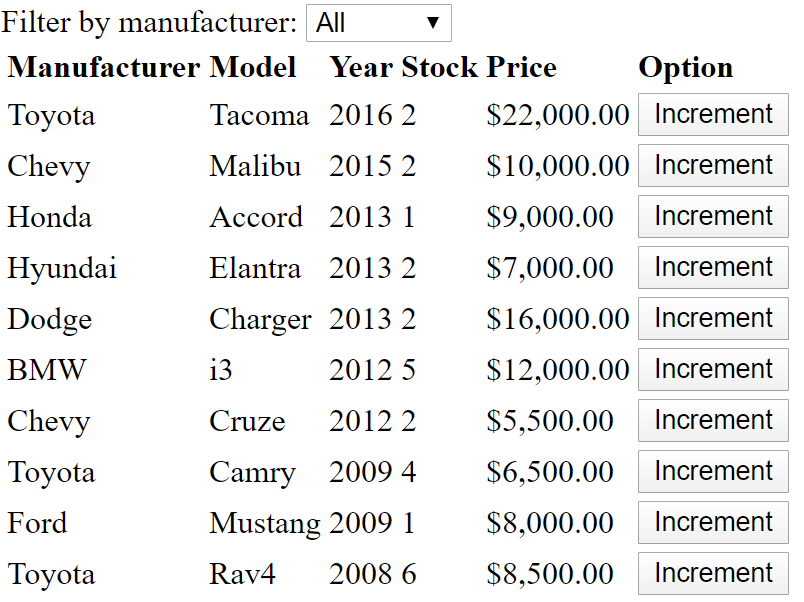 Filter by manufacturer: All ▼
Manufacturer Model Year Stock Price Option
Toyota Tacoma 2016 2 $22,000.00 Increment
Chevy Malibu 2015 2 $10,000.00 Increment
Honda Accord 2013 1 $9,000.00 Increment
Hyundai Elantra 2013 2 $7,000.00 Increment
Dodge Charger 2013 2 $16,000.00 Increment
BMW i3 2012 5 $12,000.00 Increment
Chevy Cruze 2012 2 $5,500.00 Increment
Toyota Camry 2009 4 $6,500.00 Increment
Ford Mustang 2009 1 $8,000.00 Increment
Toyota Rav4 2008 6 $8,500.00 Increment